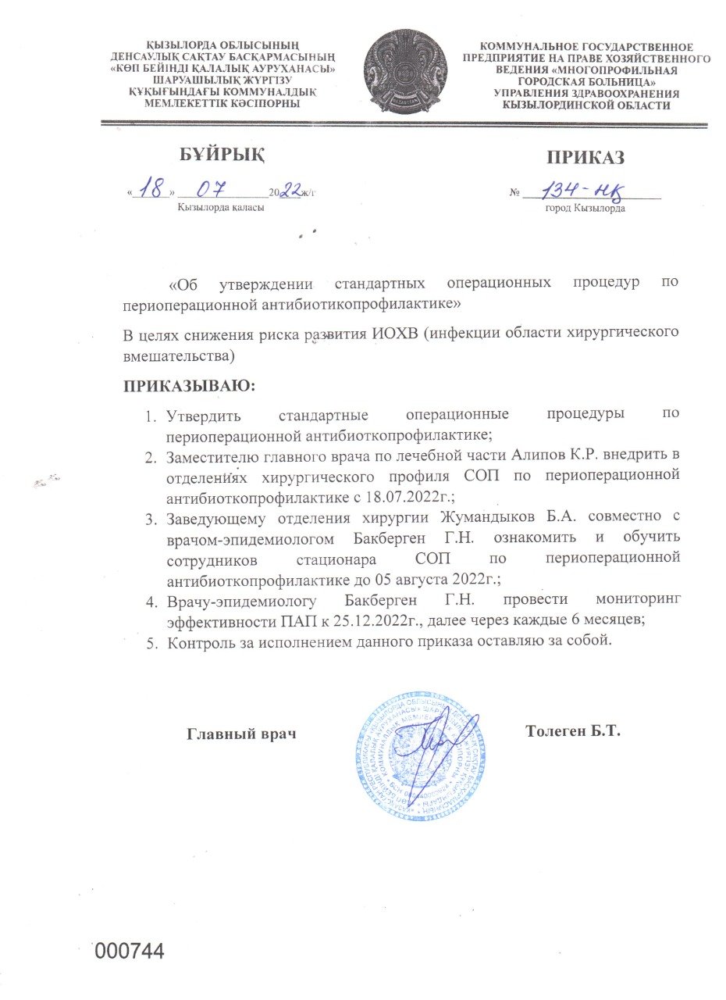 ҚЫЗЫЛОРДА ОБЛЫСЫНЫҢ
ДЕНСАУЛЫҚ САҚТАУ БАСҚАРМАСЫНЫҢ
«КӨП БЕЙІНДІ ҚАЛАЛЫҚ АУРУХАНАСЫ»
ШАРУАШЫЛЫҚ ЖҮРГІЗУ
ҚҰҚЫҒЫНДАҒЫ КОММУНАЛДЫҚ
МЕМЛЕКЕТТІК КӘСІПОРНЫ
КОММУНАЛЬНОЕ ГОСУДАРСТВЕННОЕ
ПРЕДПРИЯТИЕ НА ПРАВЕ ХОЗЯЙСТВЕННОГО
ВЕДЕНИЯ «МНОГОПРОФИЛЬНАЯ
ГОРОДСКАЯ БОЛЬНИЦА»
УПРАВЛЕНИЯ ЗДРАВООХРАНЕНИЯ
КЫЗЫЛОРДИНСКОЙ ОБЛАСТИ
БҰЙРЫҚ
«18» 07 2022ж/г
Қызылорда қаласы
ПРИКАЗ
№ 134-нқ
город Кызылорда
«Об утверждении стандартных операционных процедур по
периоперационной антибиотикопрофилактике»
В целях снижения риска развития ИОХВ (инфекции области хирургического
вмешательства)
ПРИКАЗЫВАЮ:
1. Утвердить стандартные операционные процедуры по
периоперационной антибиоткопрофилактике;
2. Заместителю главного врача по лечебной части Алипов К.Р. внедрить в
отделениях хирургического профиля СОП по периоперационной
антибиоткопрофилактике с 18.07.2022г.;
3. Заведующему отделения хирургии Жумандыков Б.А. совместно с
врачом-эпидемиологом Бакберген Г.Н. ознакомить и обучить
сотрудников стационара СОП по периоперационной
антибиоткопрофилактике до 05 августа 2022г.;
4. Врачу-эпидемиологу Бакберген Г.Н. провести мониторинг
эффективности ПАП к 25.12.2022г., далее через каждые 6 месяцев;
5. Контроль за исполнением данного приказа оставляю за собой.
Главный врач
Толеген Б.Т.
000744